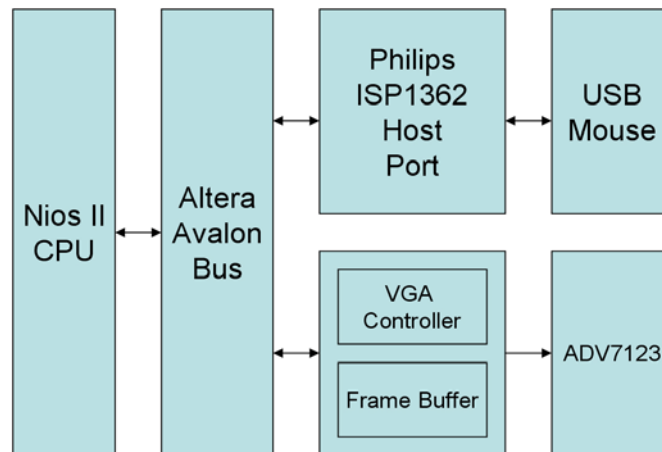 Nios II
CPU
Altera
Avalon
Bus
Philips
ISP1362
Host
Port
USB
Mouse
VGA
Controller
Frame Buffer
ADV7123